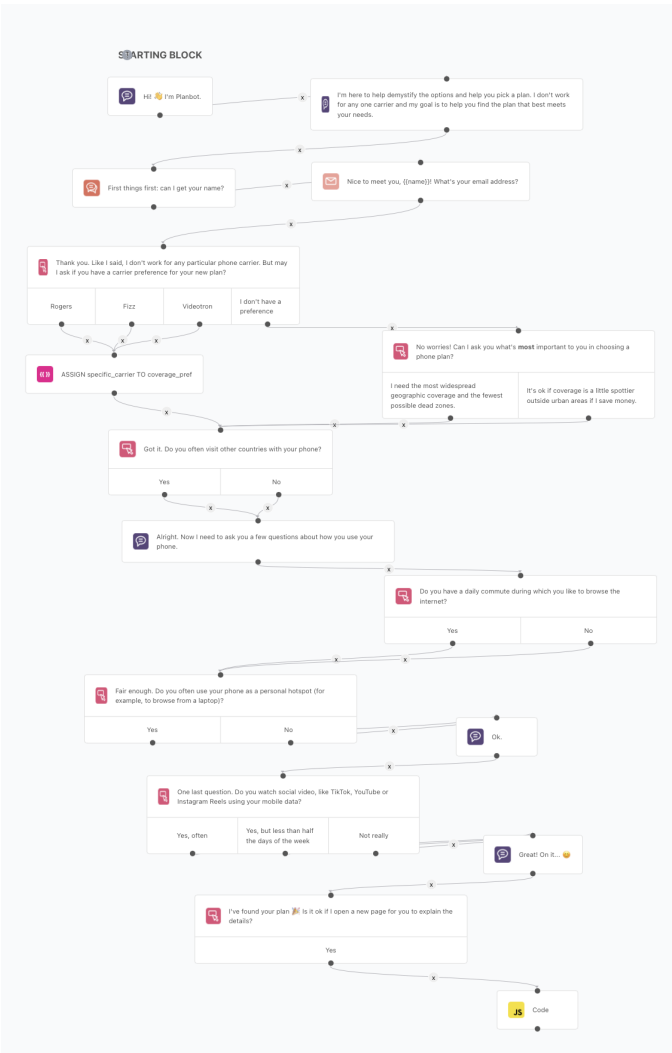 STARTING BLOCK
Hi! 👋 I'm Planbot.
x
I'm here to help demystify the options and help you pick a plan. I don't work
for any one carrier and my goal is to help you find the plan that best meets
your needs.
x
First things first: can I get your name?
x
Nice to meet you, {{name}}! What's your email address?
x
Thank you. Like I said, I don't work for any particular phone carrier. But may
I ask if you have a carrier preference for your new plan?
Rogers
Fizz
Videotron
I don't have a
preference
x
x
x
x
No worries! Can I ask you what's most important to you in choosing a
phone plan?
I need the most widespread
geographic coverage and the fewest
possible dead zones.
It's ok if coverage is a little spottier
outside urban areas if I save money.
ASSIGN specific_carrier TO coverage_pref
x
x
x
Got it. Do you often visit other countries with your phone?
Yes
No
x
x
Alright. Now I need to ask you a few questions about how you use your
phone.
x
Do you have a daily commute during which you like to browse the
internet?
Yes
No
x
x
Fair enough. Do you often use your phone as a personal hotspot (for
example, to browse from a laptop)?
Yes
No
x
Ok.
x
One last question. Do you watch social video, like TikTok, YouTube or
Instagram Reels using your mobile data?
Yes, often
Yes, but less than half
the days of the week
Not really
x
Great! On it...
x
I've found your plan 🎉 Is it ok if I open a new page for you to explain the
details?
Yes
x
JS
Code